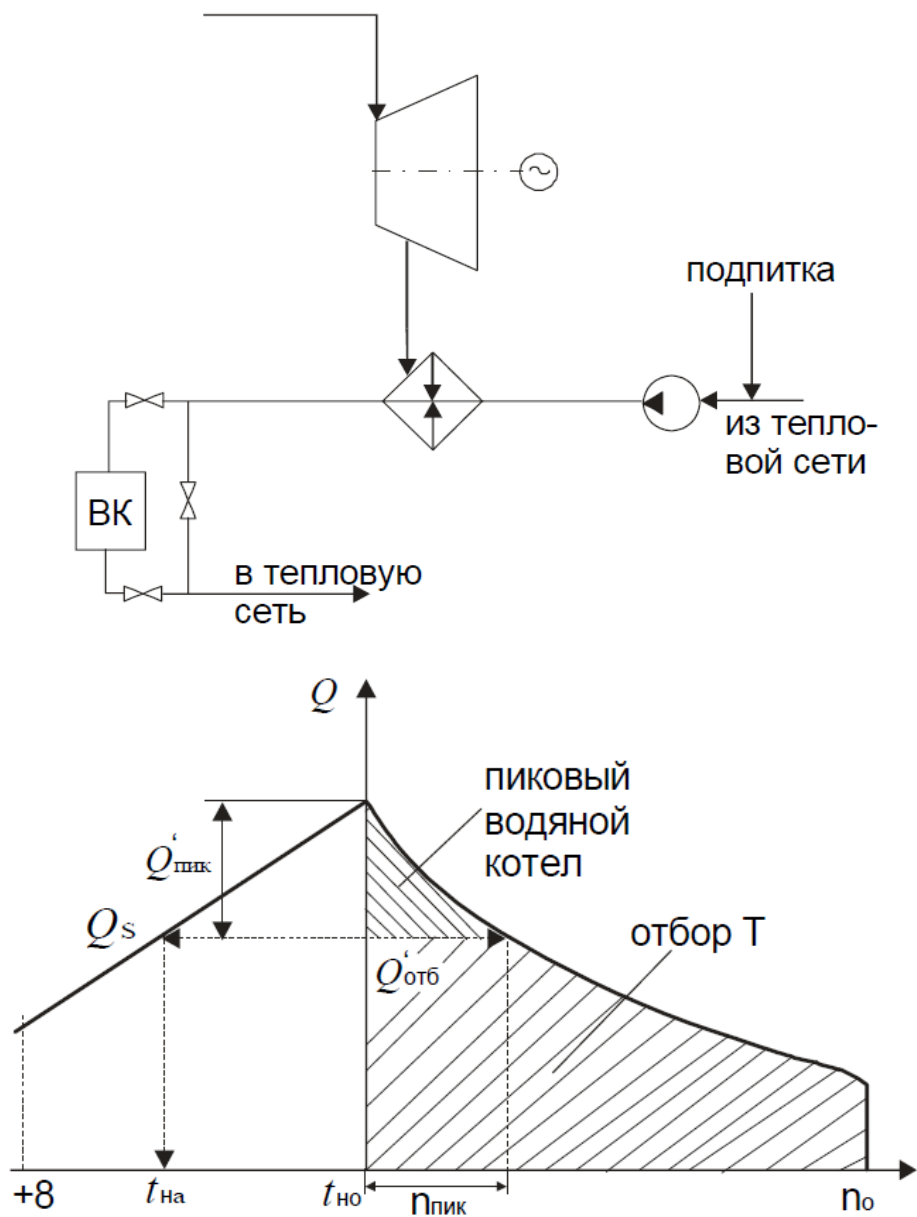 подпитка
из тепло-
вой сети
ВК
в тепловую
сеть
Q
пиковый
водяной
котел
Q'пик
Qs
отбор Т
Q'отб
+8
tна
tно
nпик
nо